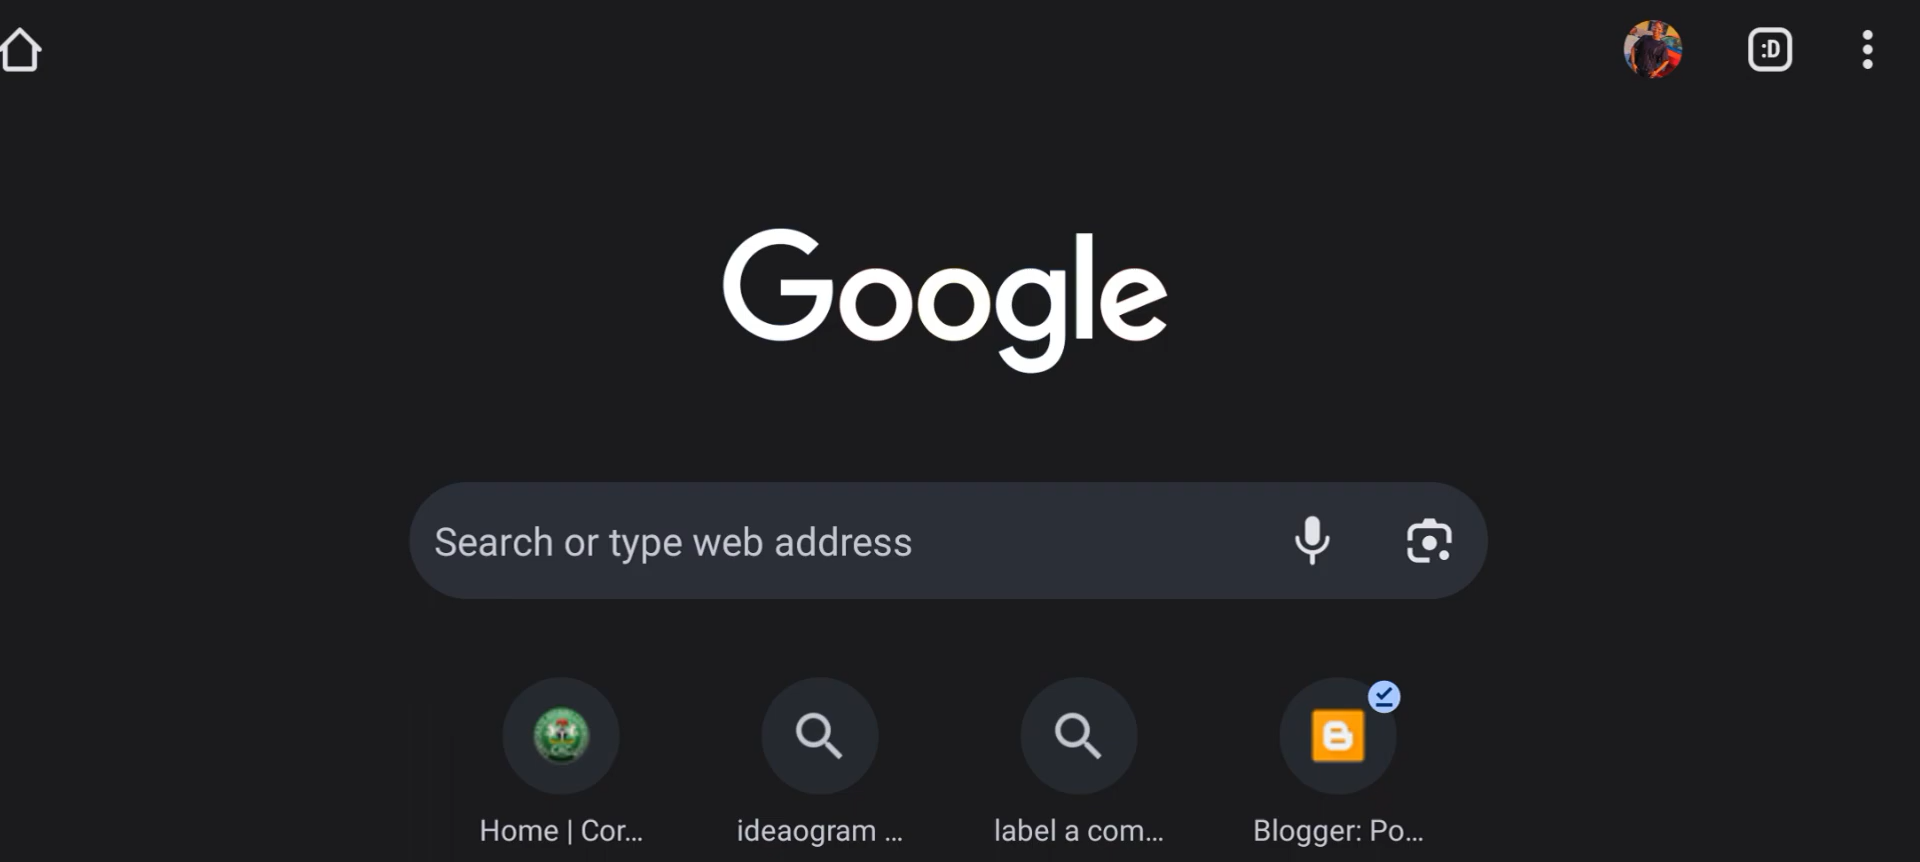 :D
Google
Search or type web address
Home | Cor...
ideaogram ...
label a com...
Blogger: Po...